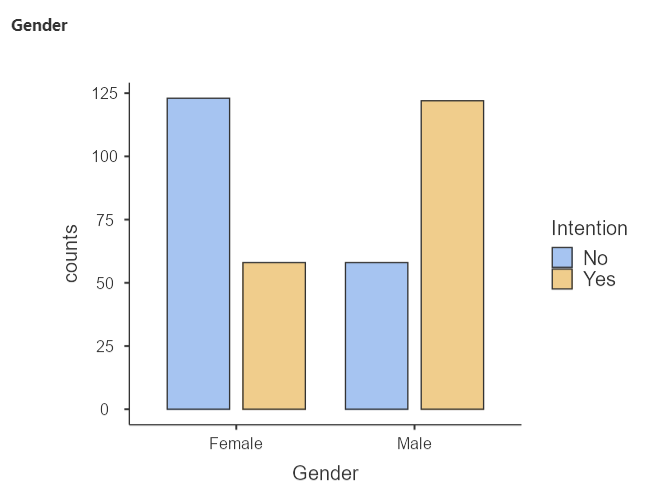 Gender
125
100
75
50
25
0
counts
Female
Male
Gender
Intention
No
Yes